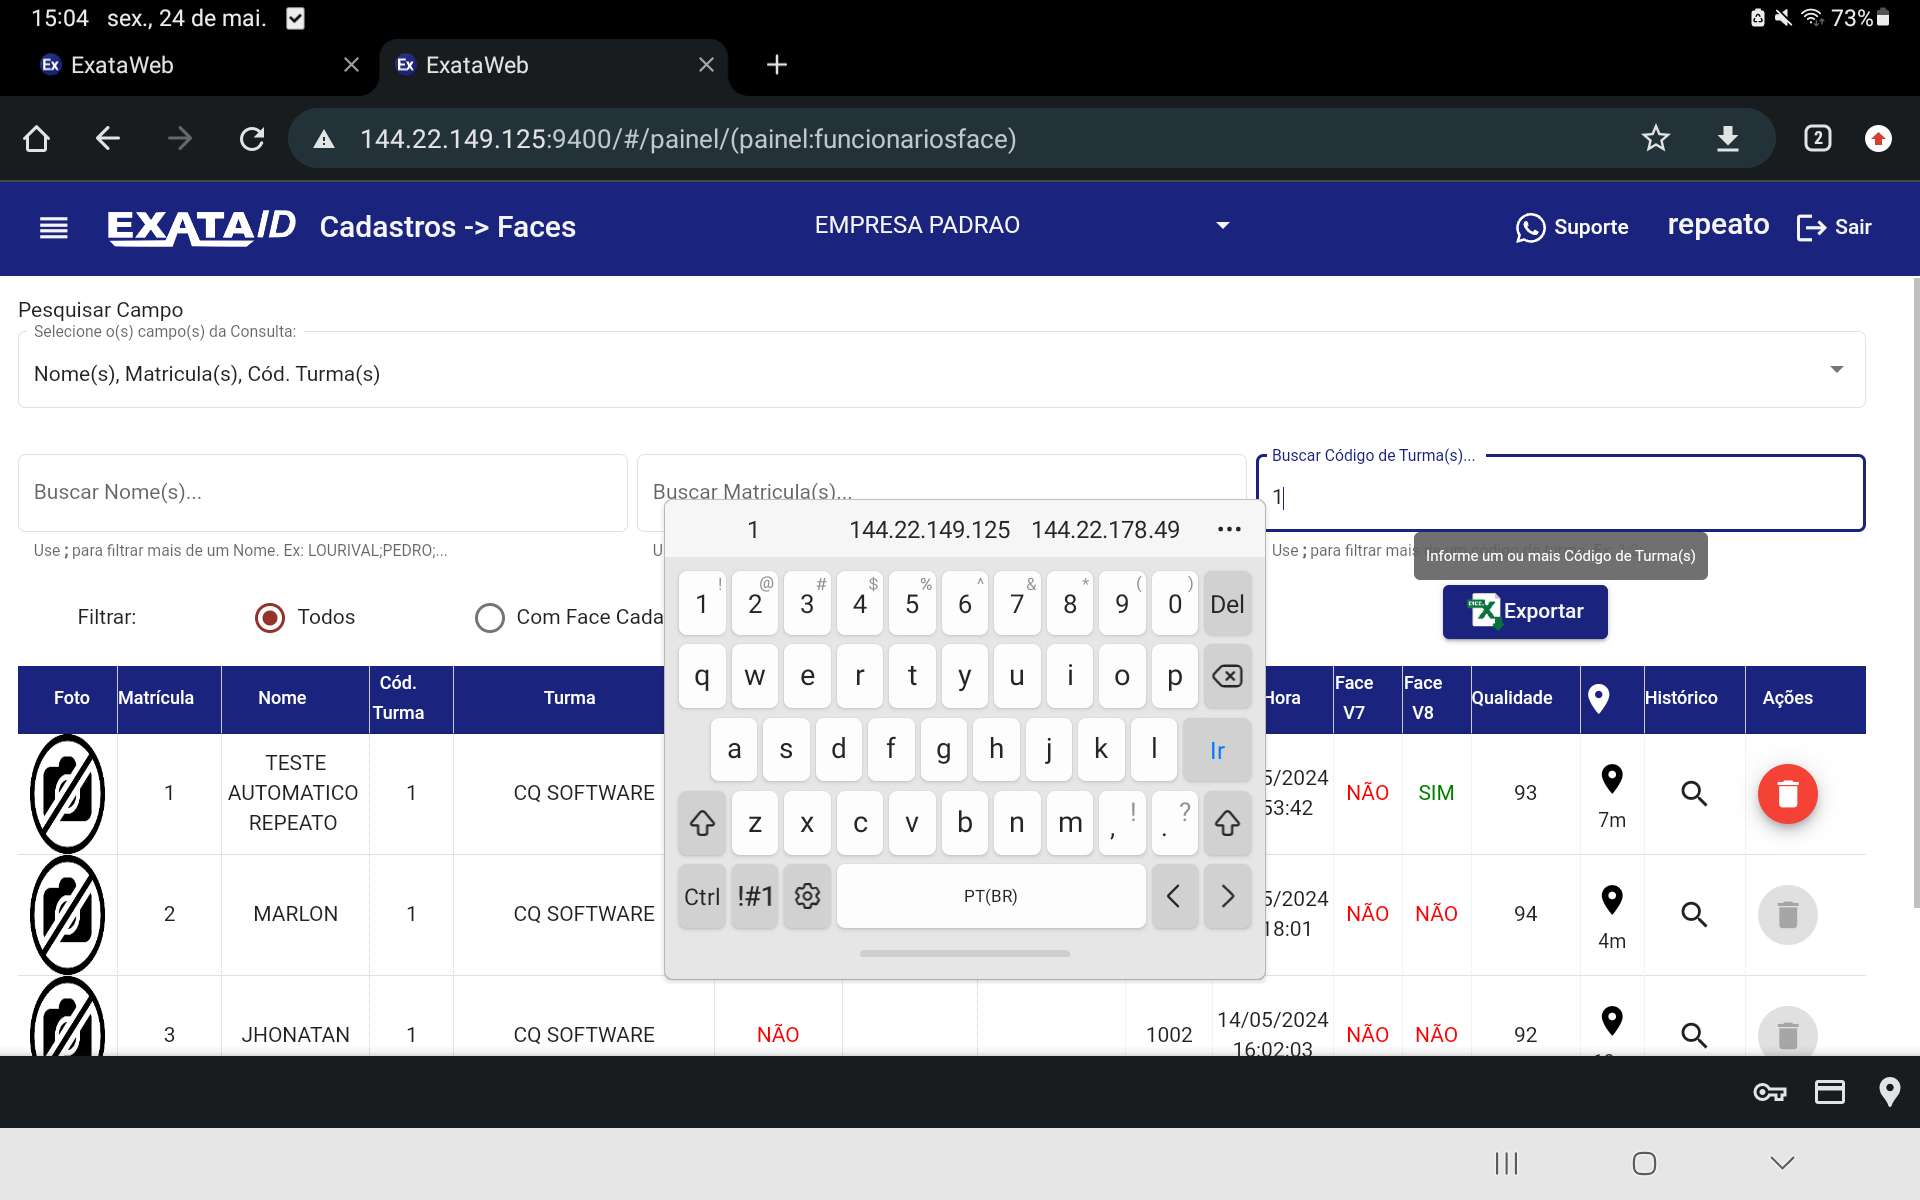 15:04 sex., 24 de mai. 73%
Ex ExataWeb Ex ExataWeb
144.22.149.125:9400/#/painel/(painel:funcionariosface) 2
EXATA/D Cadastros -> Faces EMPRESA PADRAO Suporte repeato Sair
Pesquisar Campo
Selecione o(s) campo(s) da Consulta:
Nome(s), Matricula(s), Cód. Turma(s)
Buscar Código de Turma(s)...
Buscar Nome(s)... Buscar Matricula(s)... 1
1 144.22.149.125 144.22.178.49 ...
Use ; para filtrar mais de um Nome. Ex: LOURIVAL;PEDRO;... U Use ; para filtrar mais
Informe um ou mais Código de Turma(s)
! @ # $ % ^ & * ( )
1 2 3 4 5 6 7 8 9 0 Del
Filtrar: Todos Com Face Cada Exportar
q w e r t y u i o p
Foto Matrícula Nome Cód. Turma Turma Hora Face V7 Face V8 Qualidade Histórico Ações
a s d f g h j k l Ir
1 TESTE AUTOMATICO REPEATO 1 CQ SOFTWARE 5/2024 53:42 NÃO SIM 93 7m
z x c v b n m , ! . ?
Ctrl !#1 PT(BR) < >
2 MARLON 1 CQ SOFTWARE 5/2024 18:01 NÃO NÃO 94 4m
3 JHONATAN 1 CQ SOFTWARE NÃO 1002 14/05/2024 16:02:03 NÃO NÃO 92